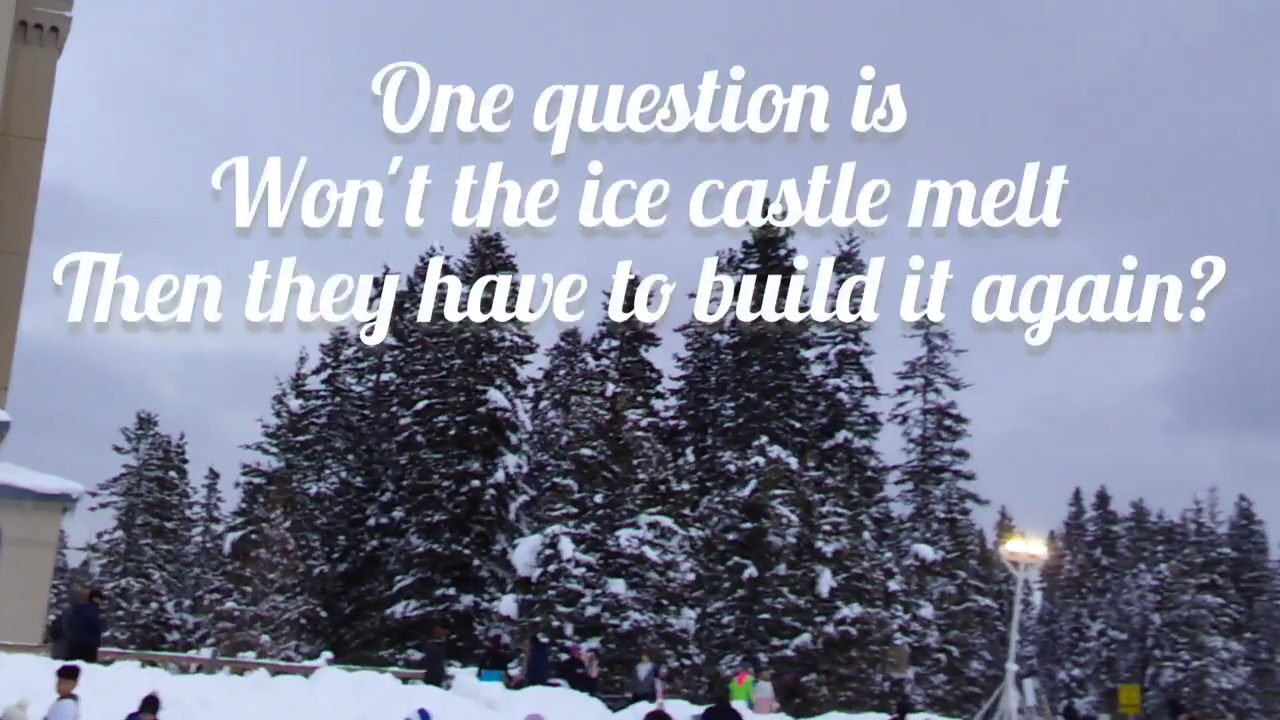 One question is
Won't the ice castle melt
Then they have to build it again?